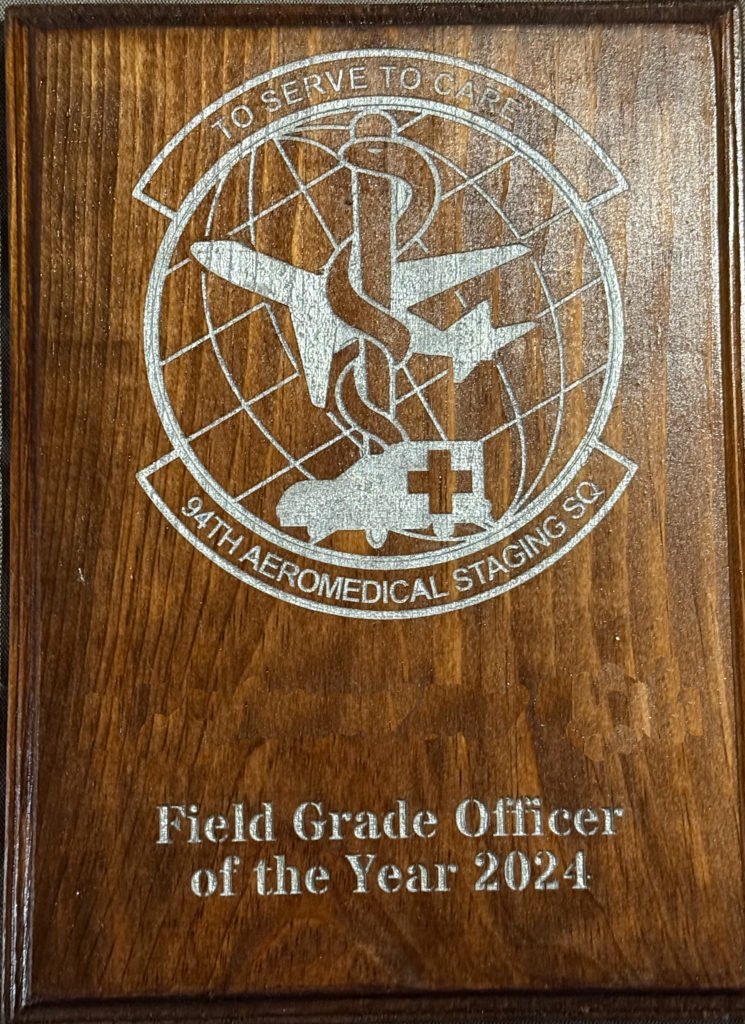 TO SERVE TO CARE
94TH AEROMEDICAL STAGING SQ
Field Grade Officer
of the Year 2024